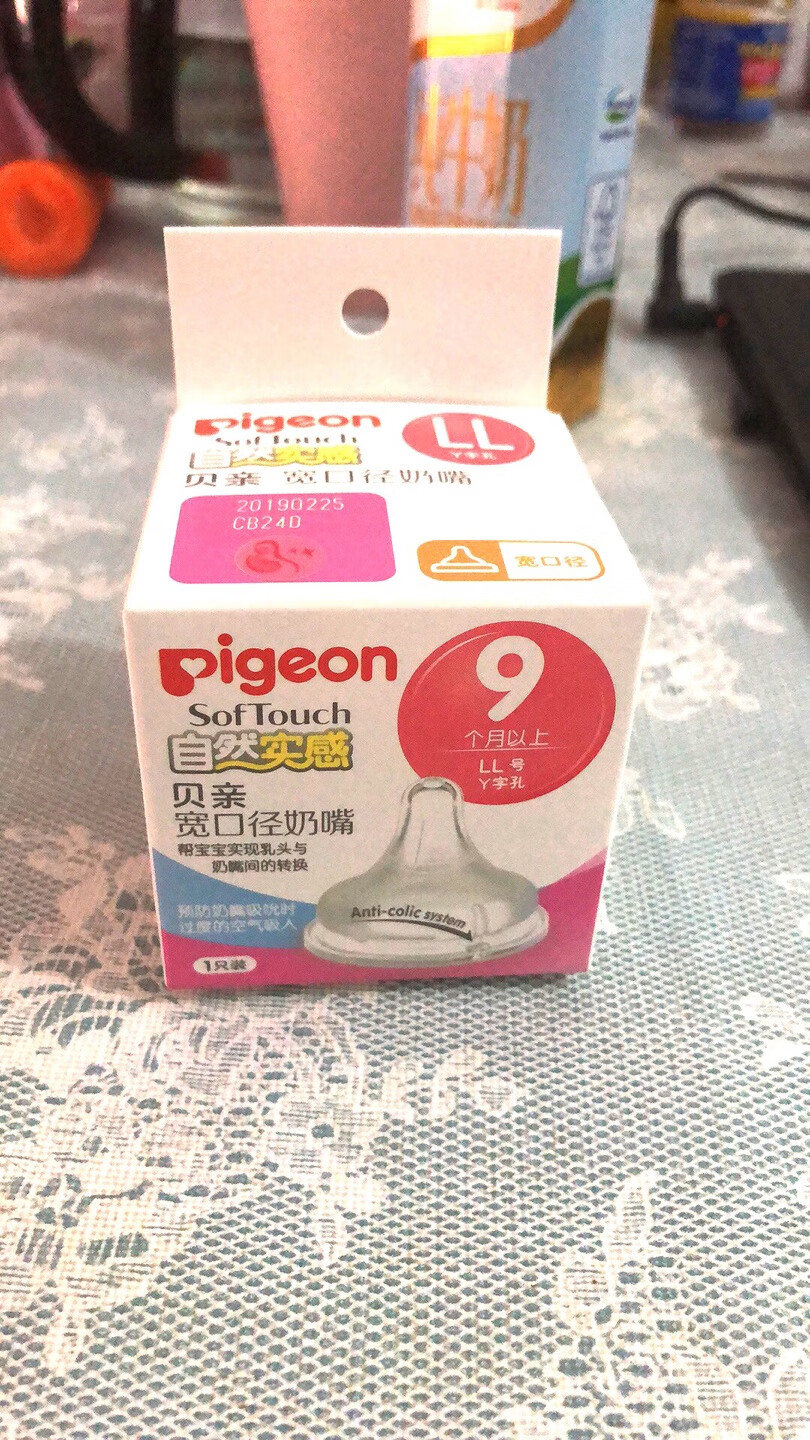 牛奶
Pigeon
LL
SofTouch
Y字孔
自然实感
贝亲 宽口径奶嘴
20190225
CB24D
宽口径
Pigeon
9
SofTouch
个月以上
自然实感
LL号
Y字孔
贝亲
宽口径奶嘴
帮宝宝实现乳头与
奶嘴间的转换
Anti-colic system
预防奶嘴吸吮时
过度的空气吸入
1只装